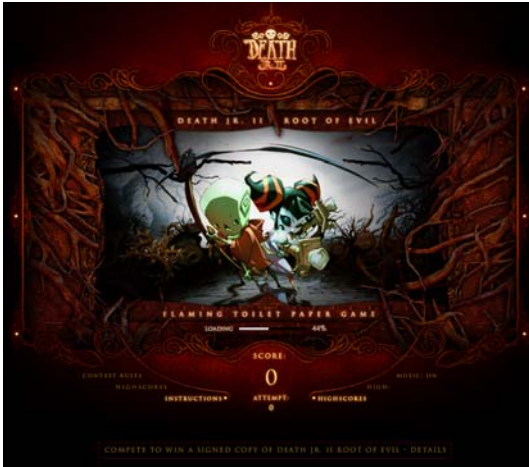 DEATH
JR. II
DEATH JR. II ROOT OF EVIL
FLAMING TOILET PAPER GAME
LOADING 44%
SCORE:
0
CONTEST RULES
MUSIC: ON
HIGHSCORES
HIGH:
INSTRUCTIONS
ATTEMPT:
HIGHSCORES
0
COMPETE TO WIN A SIGNED COPY OF DEATH JR. II ROOT OF EVIL - DETAILS